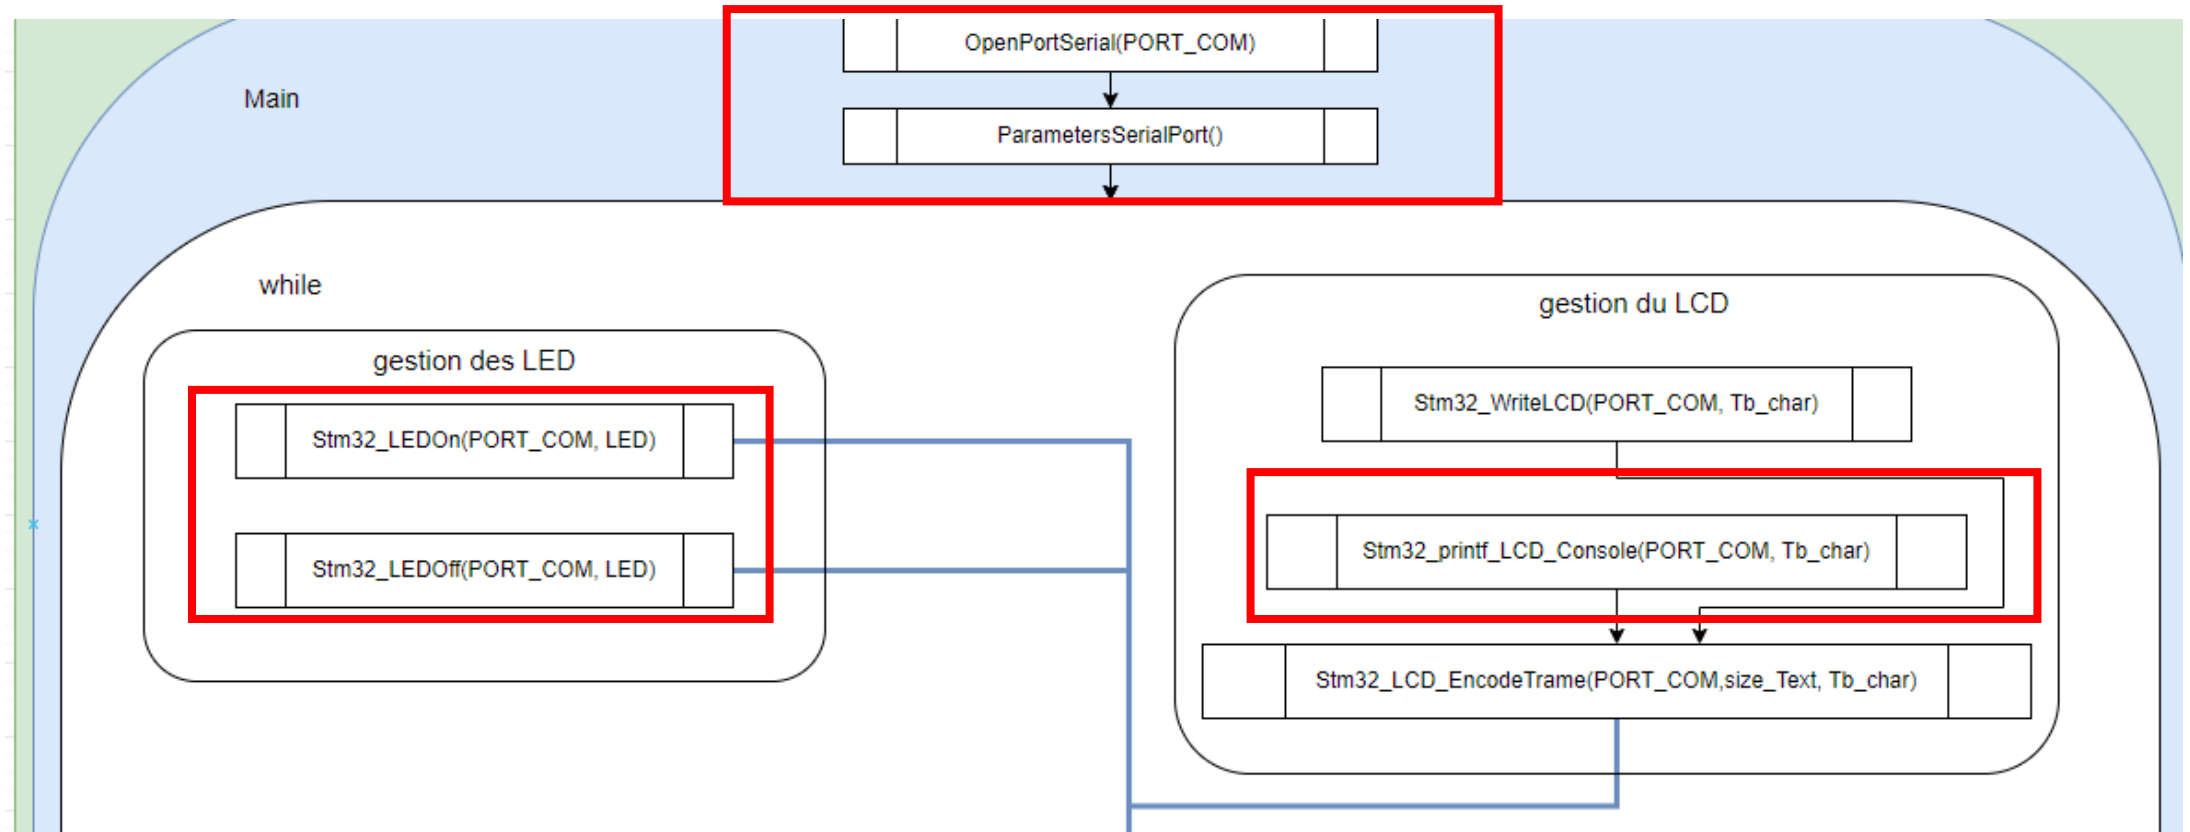 OpenPortSerial(PORT_COM)
Main
ParametersSerialPort()
while
gestion des LED
Stm32_LEDOn(PORT_COM, LED)
Stm32_LEDOff(PORT_COM, LED)
gestion du LCD
Stm32_WriteLCD(PORT_COM, Tb_char)
Stm32_printf_LCD_Console(PORT_COM, Tb_char)
Stm32_LCD_EncodeTrame(PORT_COM,size_Text, Tb_char)